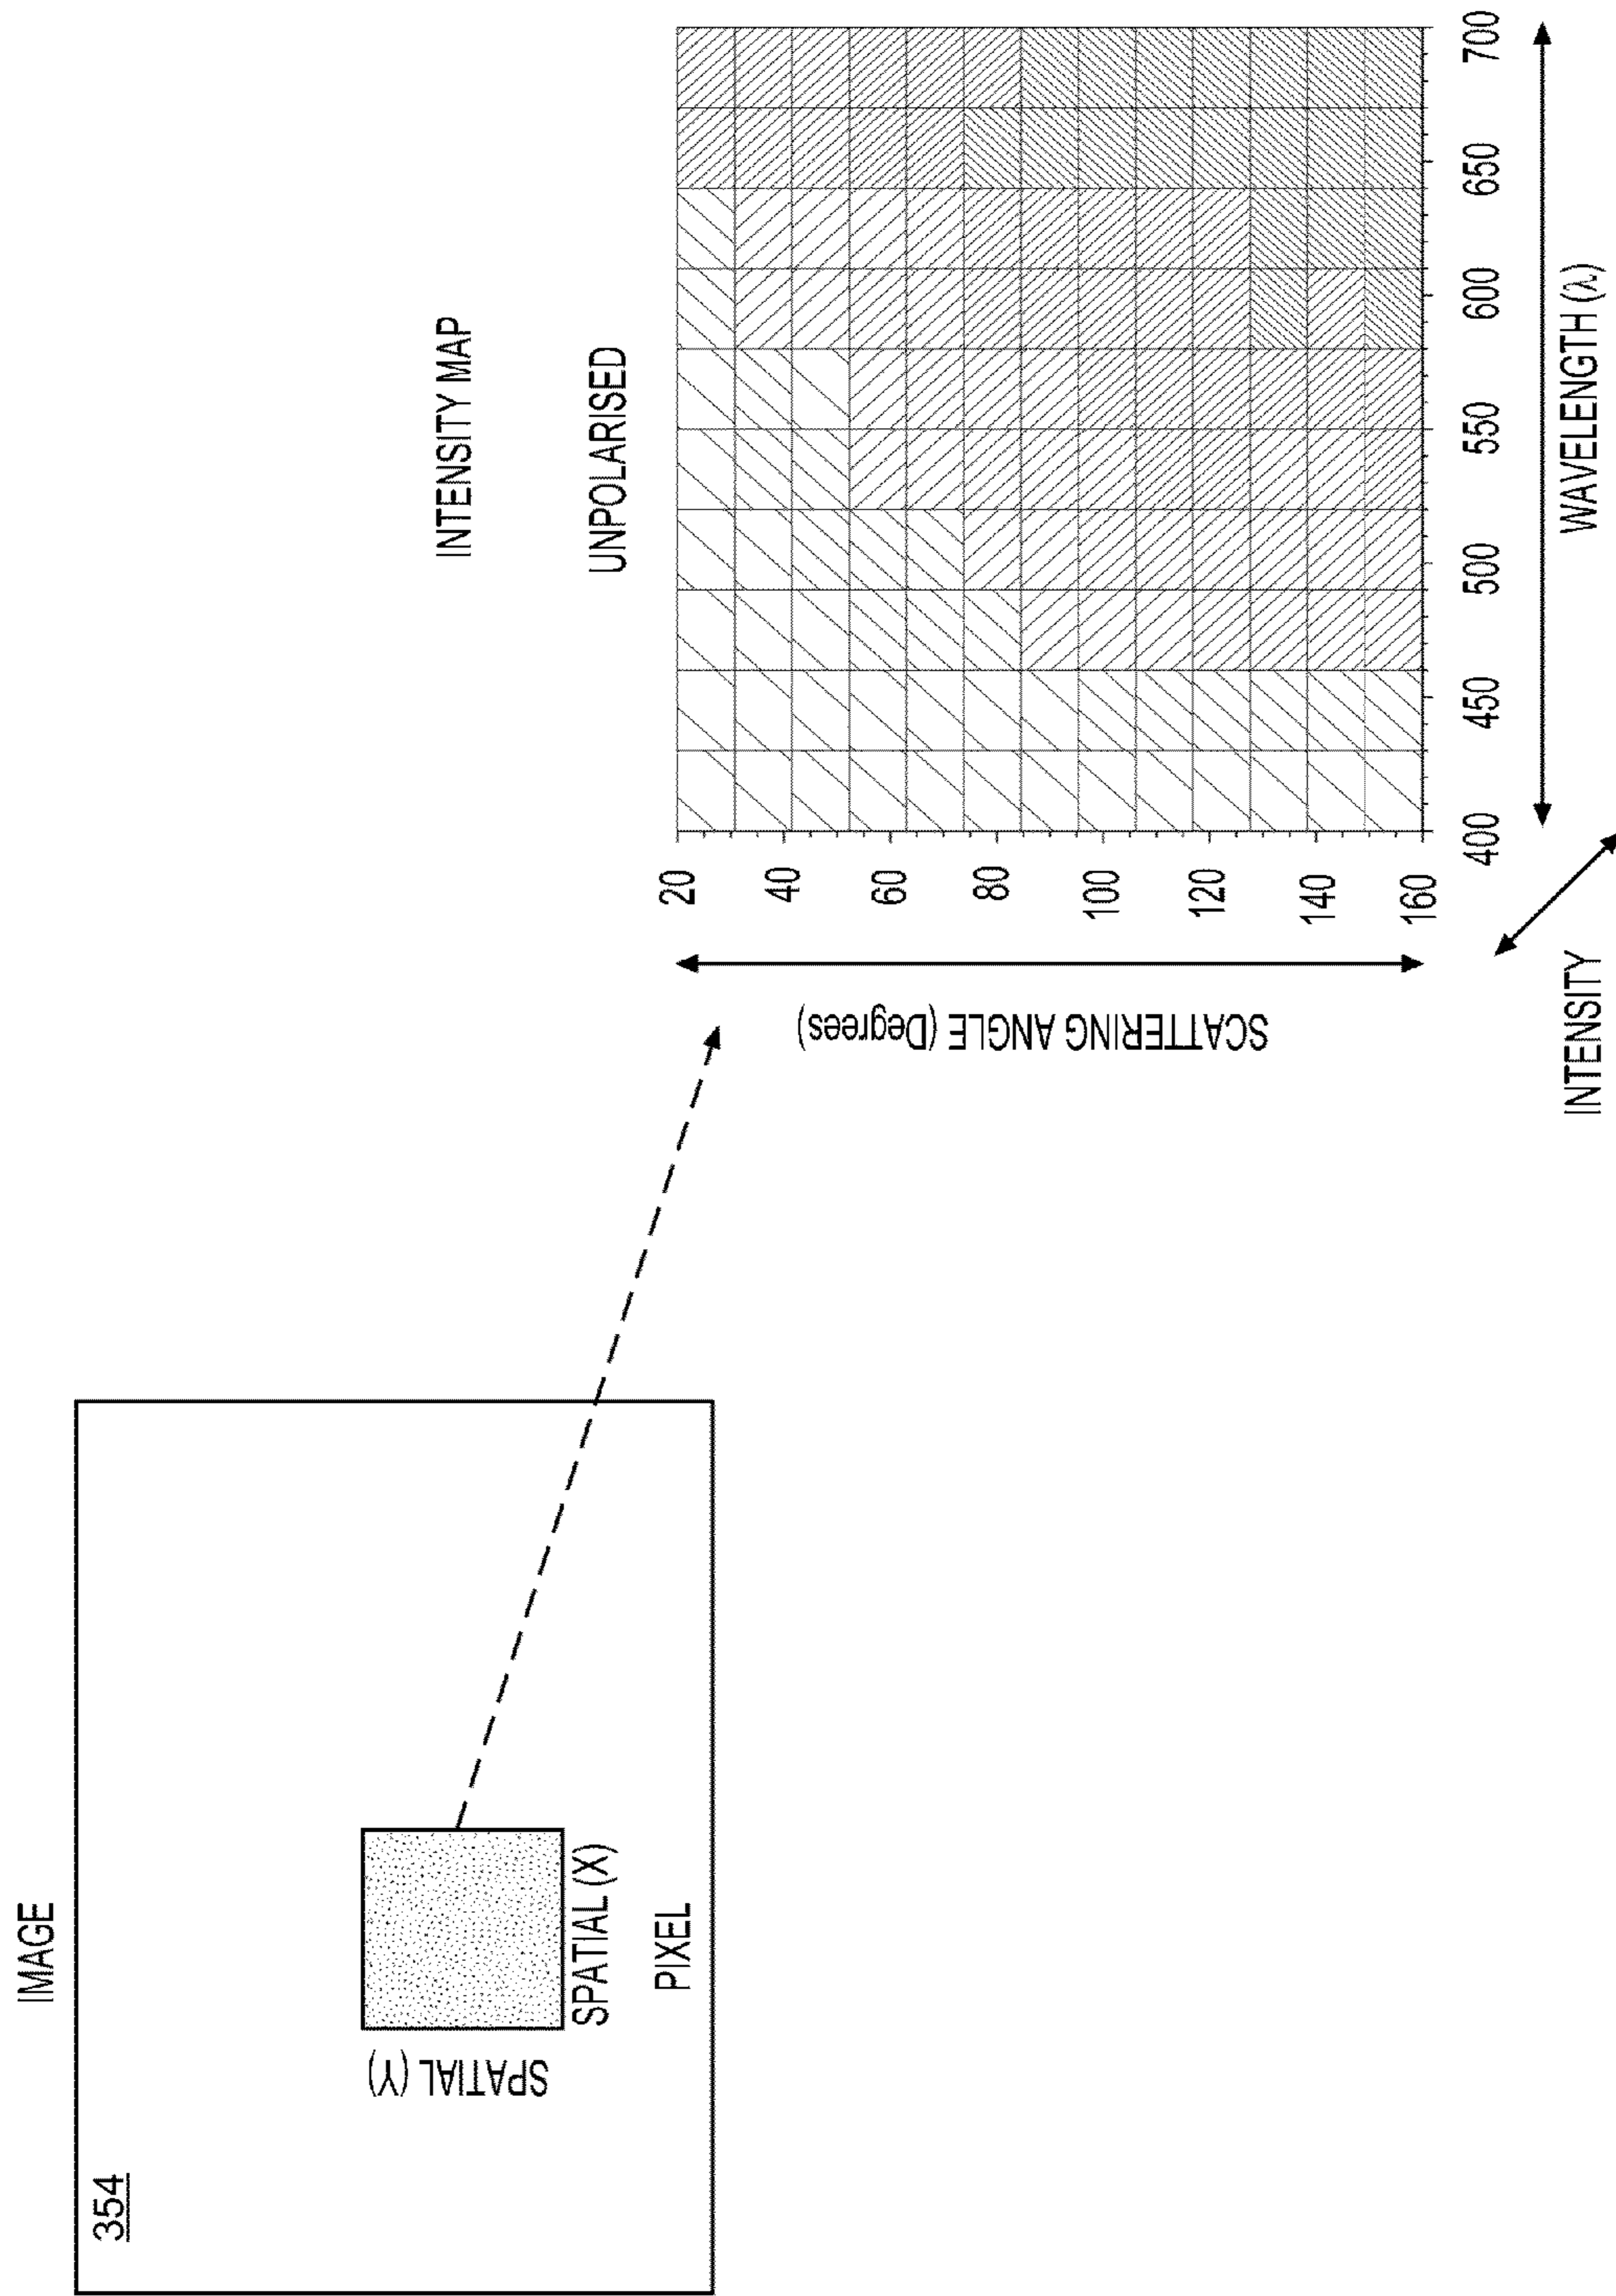 IMAGE
354
SPATIAL (Y)
SPATIAL (X)
PIXEL
INTENSITY MAP
UNPOLARISED
SCATTERING ANGLE (Degrees)
20
40
60
80
100
120
140
160
400
450
500
550
600
650
700
WAVELENGTH (λ)
INTENSITY